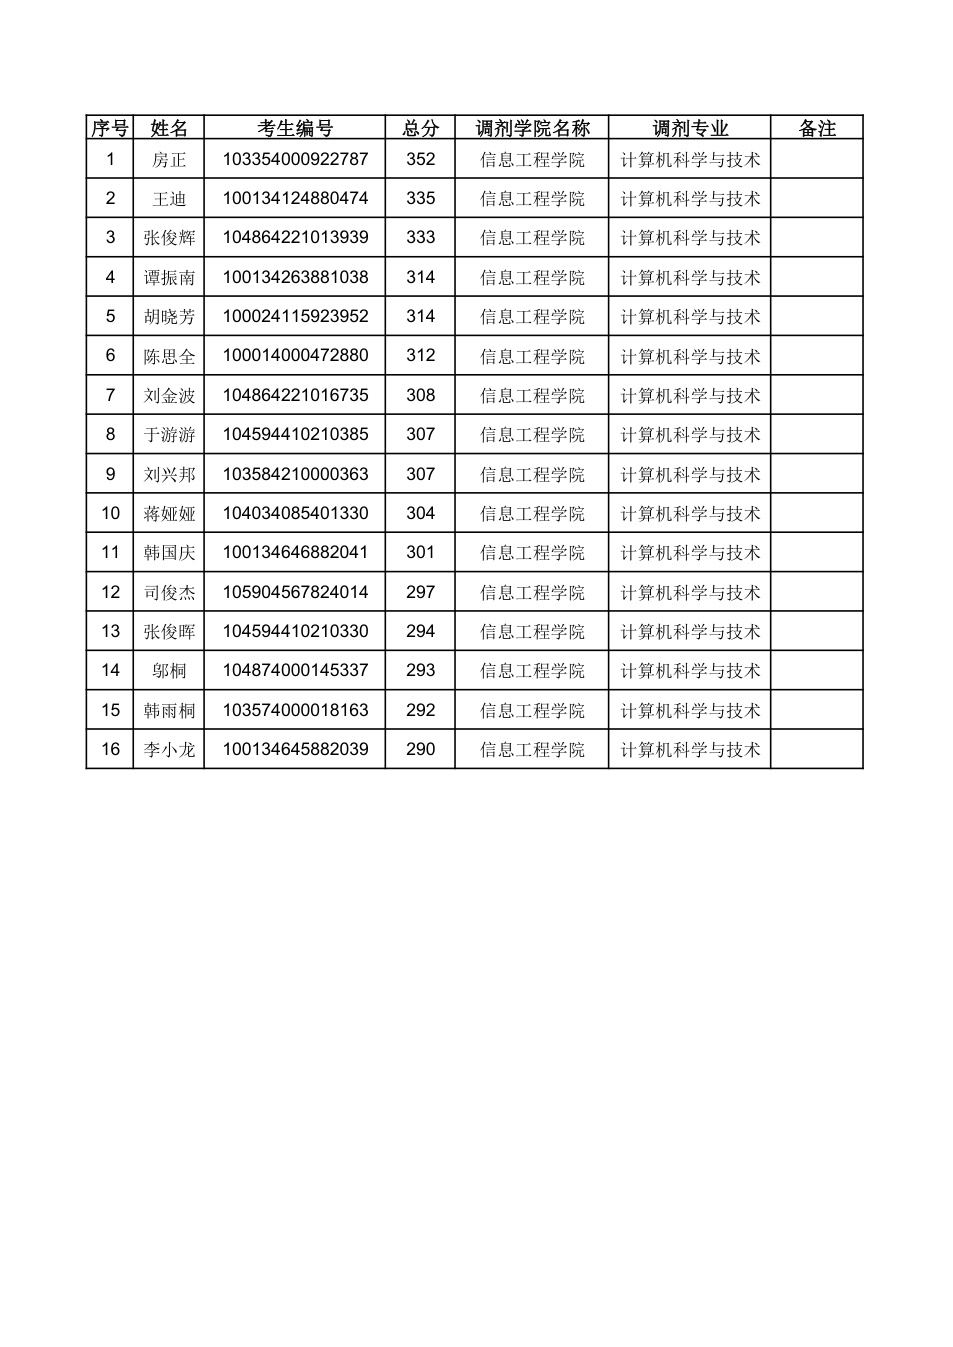 序号 姓名 考生编号 总分 调剂学院名称 调剂专业 备注
1 房正 103354000922787 352 信息工程学院 计算机科学与技术
2 王迪 100134124880474 335 信息工程学院 计算机科学与技术
3 张俊辉 104864221013939 333 信息工程学院 计算机科学与技术
4 谭振南 100134263881038 314 信息工程学院 计算机科学与技术
5 胡晓芳 100024115923952 314 信息工程学院 计算机科学与技术
6 陈思全 100014000472880 312 信息工程学院 计算机科学与技术
7 刘金波 104864221016735 308 信息工程学院 计算机科学与技术
8 于游游 104594410210385 307 信息工程学院 计算机科学与技术
9 刘兴邦 103584210000363 307 信息工程学院 计算机科学与技术
10 蒋娅娅 104034085401330 304 信息工程学院 计算机科学与技术
11 韩国庆 100134646882041 301 信息工程学院 计算机科学与技术
12 司俊杰 105904567824014 297 信息工程学院 计算机科学与技术
13 张俊晖 104594410210330 294 信息工程学院 计算机科学与技术
14 邬桐 104874000145337 293 信息工程学院 计算机科学与技术
15 韩雨桐 103574000018163 292 信息工程学院 计算机科学与技术
16 李小龙 100134645882039 290 信息工程学院 计算机科学与技术